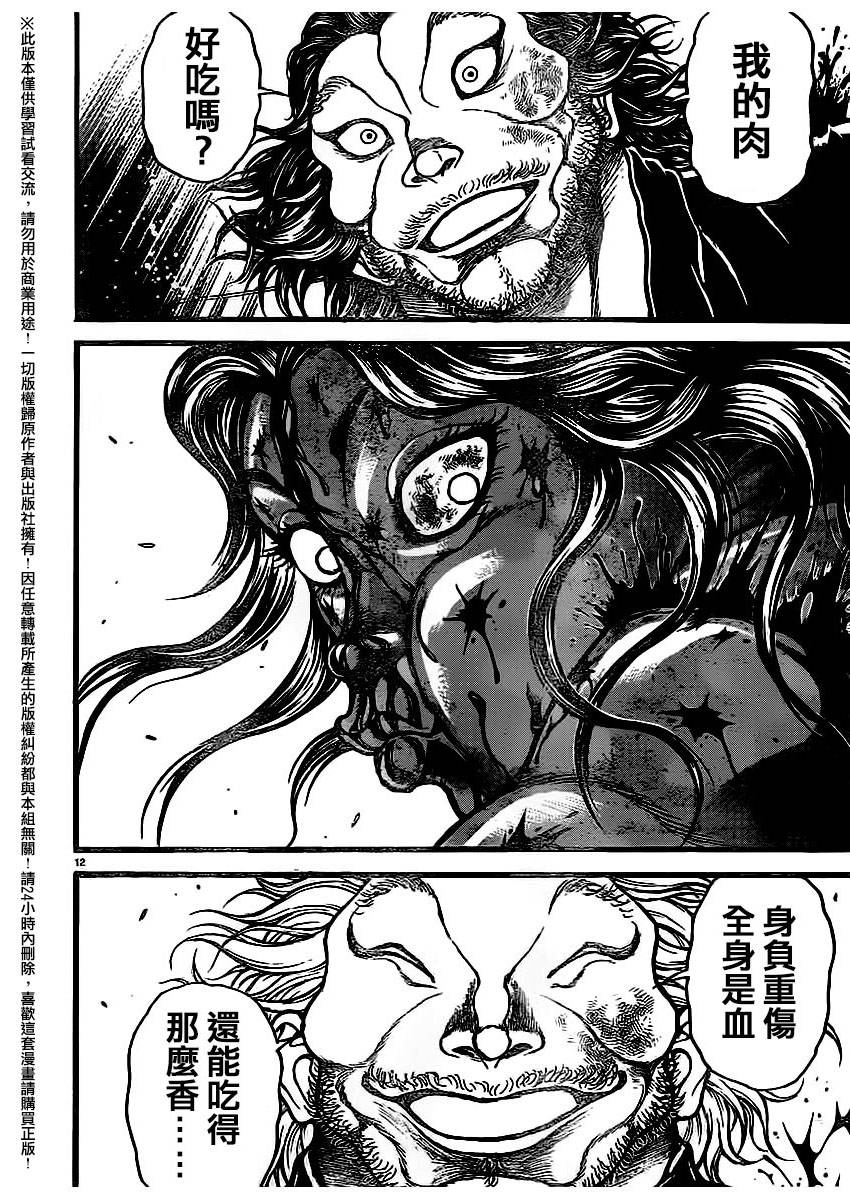 我的肉
好吃嗎?
12
身負重傷
全身是血
還能吃得
那麼香……
※此版本僅供學習試看交流,請勿用於商業用途!一切版權歸原作者與出版社擁有!因任意轉載所產生的版權糾紛都與本組無關!請24小時內刪除,喜歡這套漫畫請購買正版!